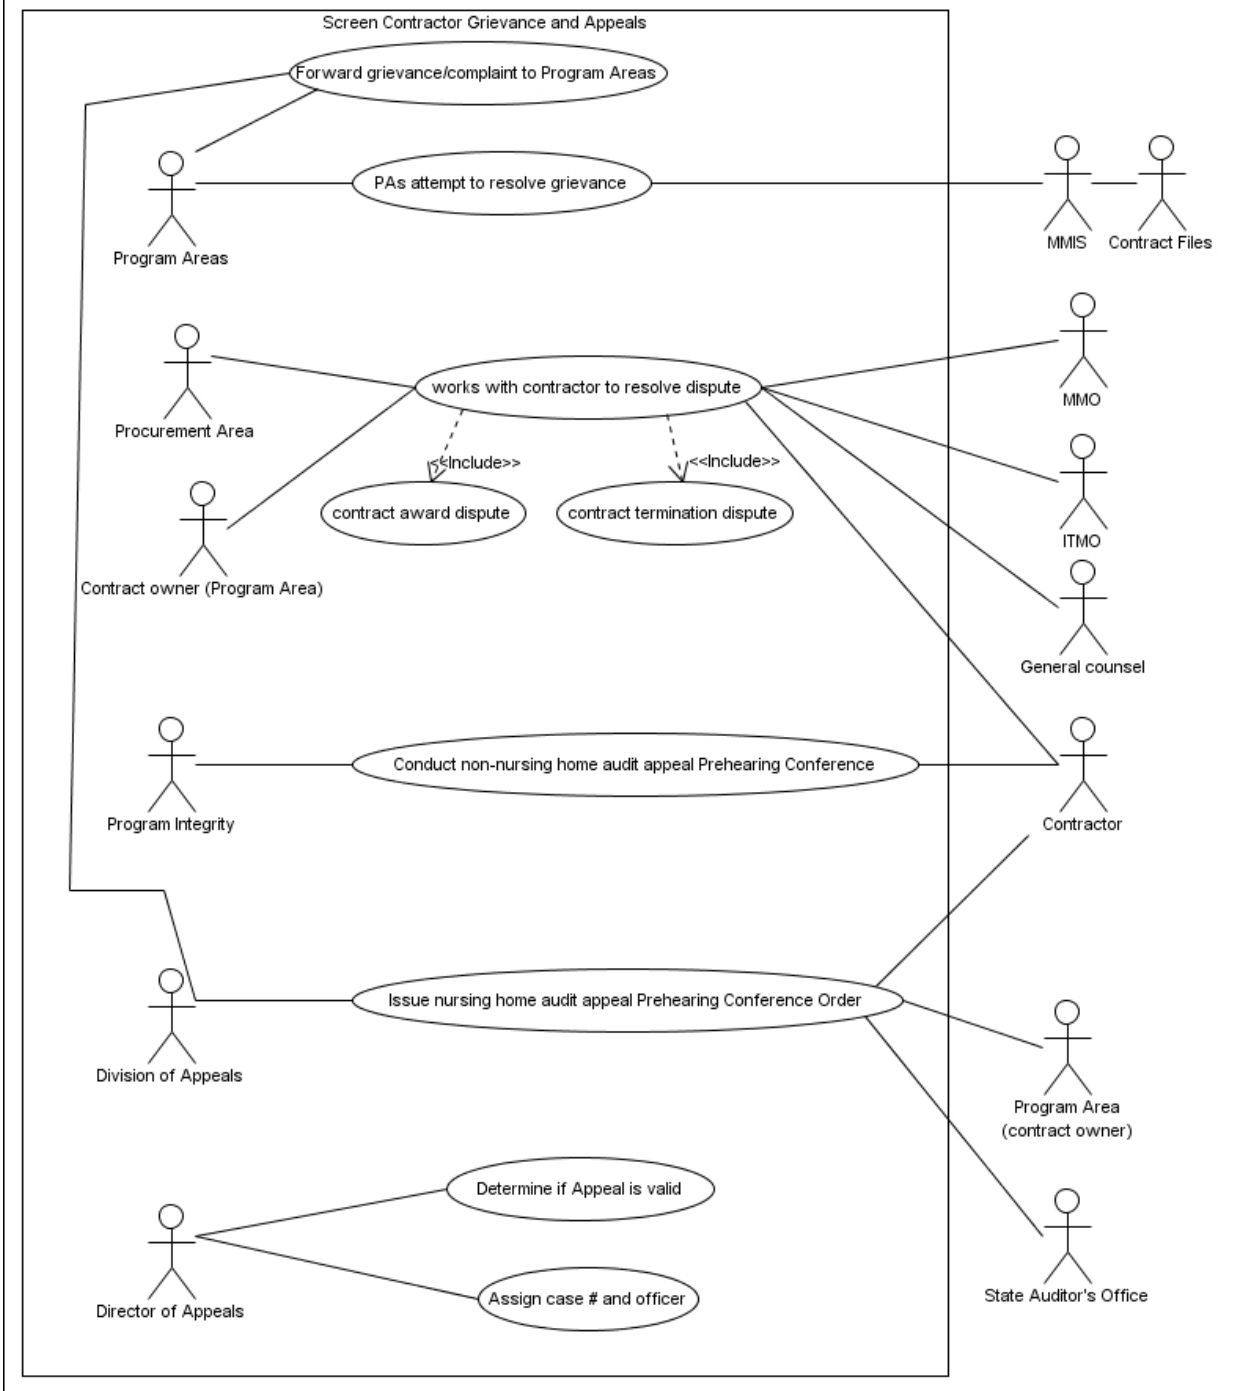 Screen Contractor Grievance and Appeals
Forward grievance/complaint to Program Areas
PAs attempt to resolve grievance
Program Areas
MMIS
Contract Files
MMO
works with contractor to resolve dispute
Procurement Area
<<Include>>
<<Include>>
contract award dispute
contract termination dispute
ITMO
Contract owner (Program Area)
General counsel
Conduct non-nursing home audit appeal Prehearing Conference
Program Integrity
Contractor
Issue nursing home audit appeal Prehearing Conference Order
Division of Appeals
Program Area
(contract owner)
Determine if Appeal is valid
State Auditor's Office
Assign case # and officer
Director of Appeals